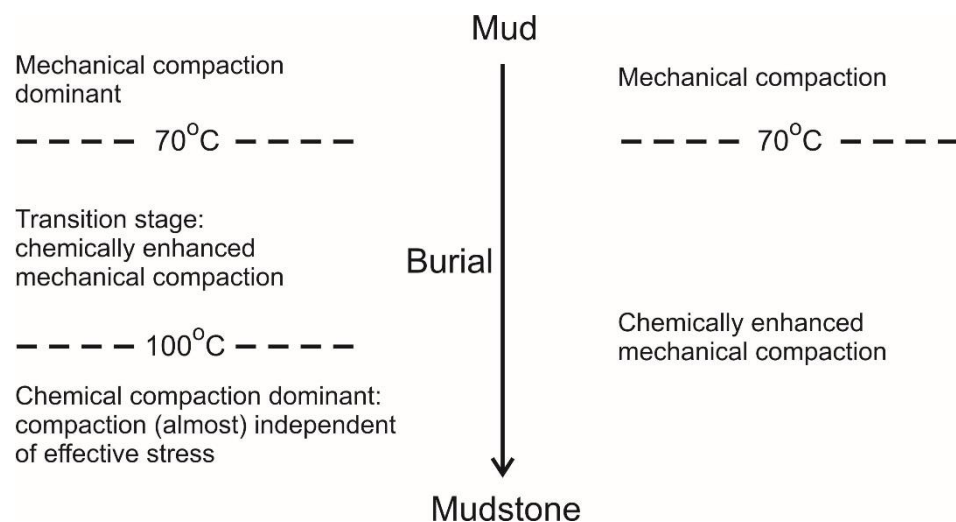 Mud
Mechanical compaction
dominant
70°C
Transition stage:
chemically enhanced
mechanical compaction
100°C
Chemical compaction dominant:
compaction (almost) independent
of effective stress
Burial
Mechanical compaction
70°C
Chemically enhanced
mechanical compaction
Mudstone